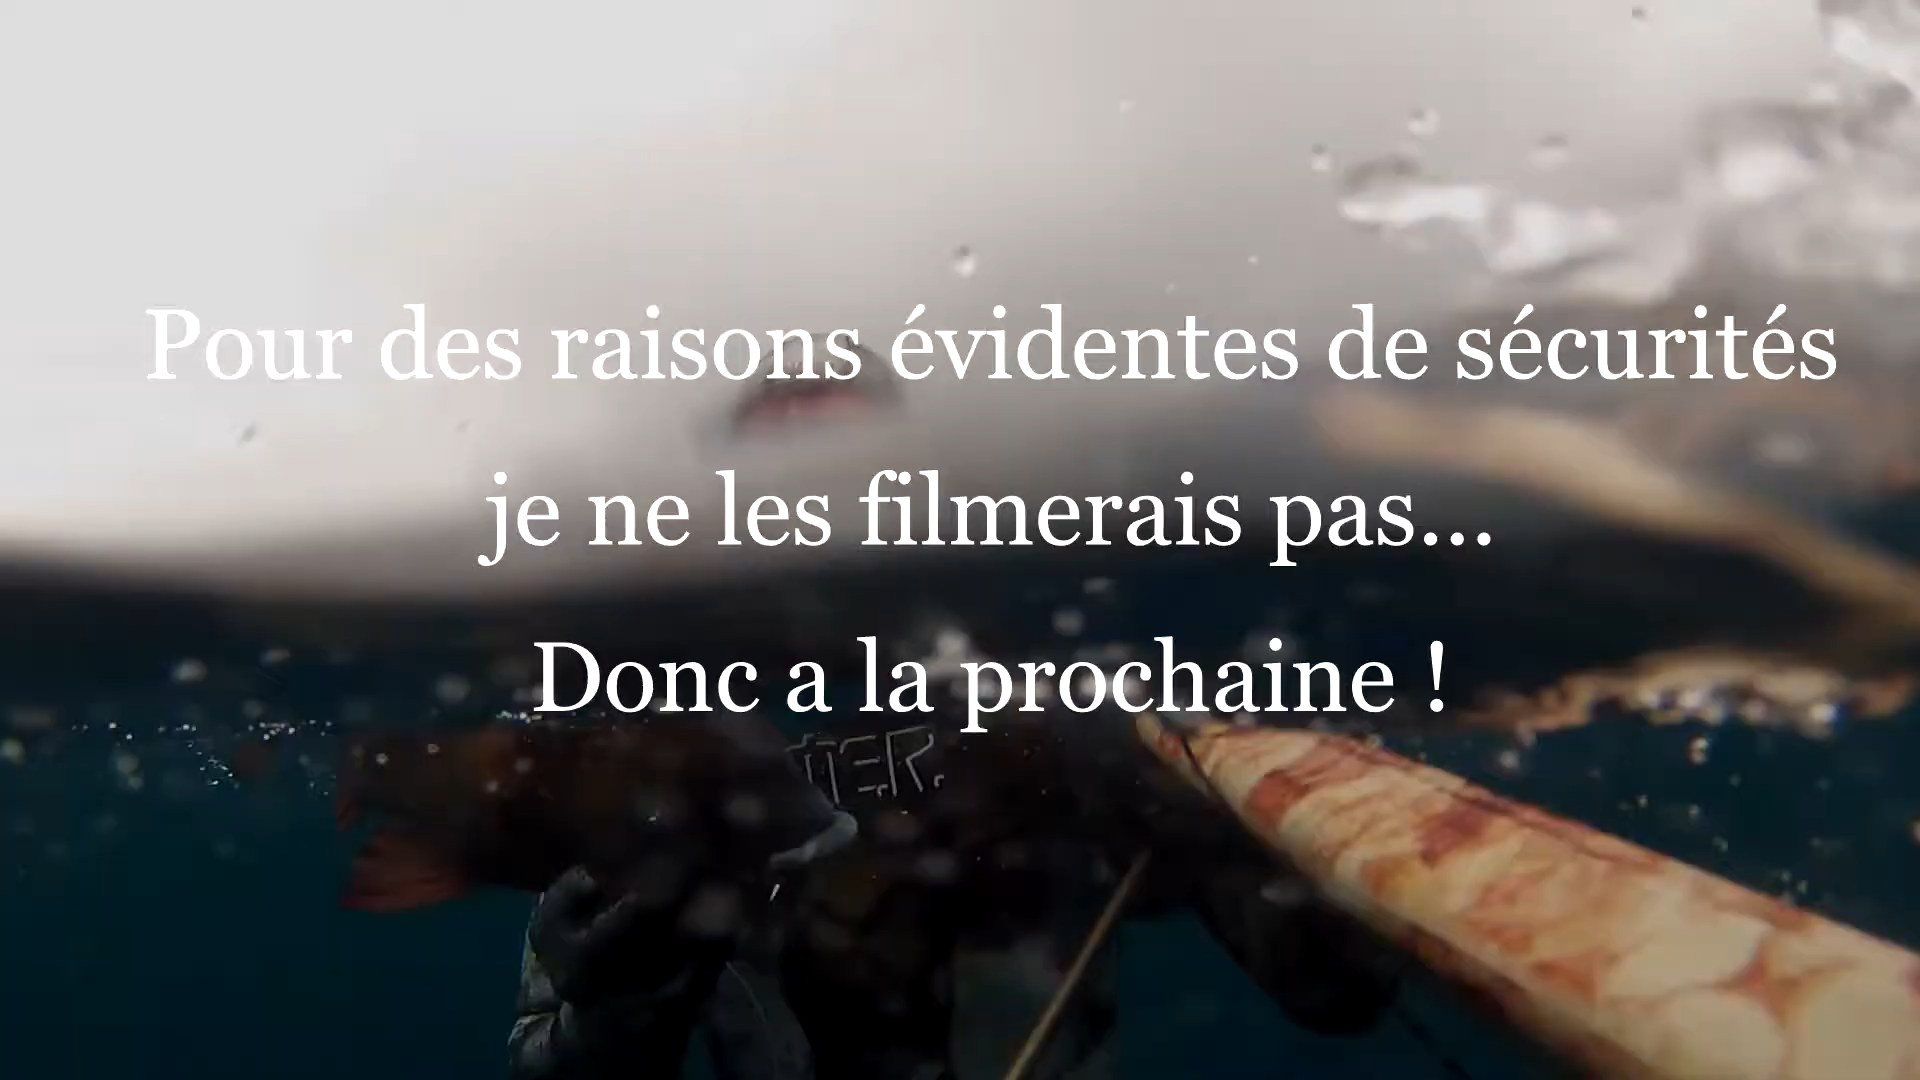 Pour des raisons évidentes de sécurités
je ne les filmerais pas...
Donc a la prochaine !